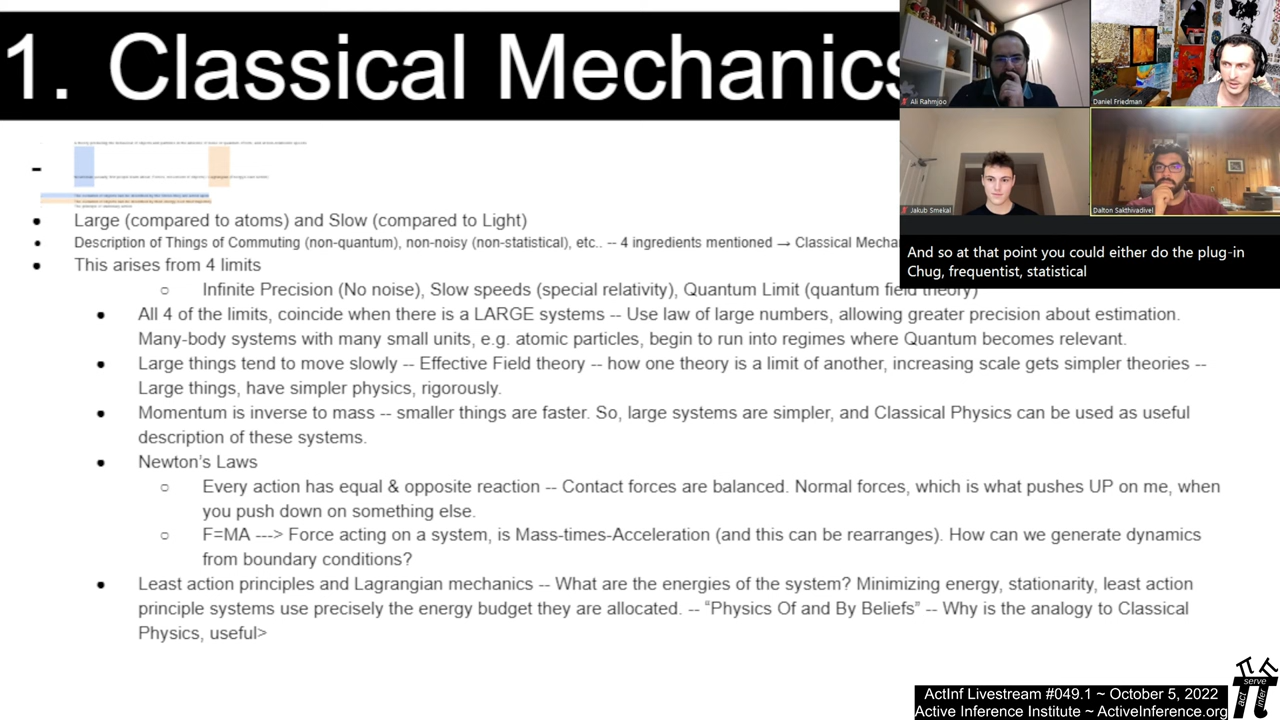 1. Classical Mechanics
Ali Rahmjoo
Daniel Friedman
Jakub Smekal
Dalton Sakthivadivel
And so at that point you could either do the plug-in
Chug, frequentist, statistical
-
● Large (compared to atoms) and Slow (compared to Light)
● Description of Things of Commuting (non-quantum), non-noisy (non-statistical), etc.. -- 4 ingredients mentioned → Classical Mecha
● This arises from 4 limits
○ Infinite Precision (No noise), Slow speeds (special relativity), Quantum Limit (quantum field theory)
● All 4 of the limits, coincide when there is a LARGE systems -- Use law of large numbers, allowing greater precision about estimation.
Many-body systems with many small units, e.g. atomic particles, begin to run into regimes where Quantum becomes relevant.
● Large things tend to move slowly -- Effective Field theory -- how one theory is a limit of another, increasing scale gets simpler theories --
Large things, have simpler physics, rigorously.
● Momentum is inverse to mass -- smaller things are faster. So, large systems are simpler, and Classical Physics can be used as useful
description of these systems.
● Newton's Laws
○ Every action has equal & opposite reaction -- Contact forces are balanced. Normal forces, which is what pushes UP on me, when
you push down on something else.
○ F=MA ---> Force acting on a system, is Mass-times-Acceleration (and this can be rearranges). How can we generate dynamics
from boundary conditions?
● Least action principles and Lagrangian mechanics -- What are the energies of the system? Minimizing energy, stationarity, least action
principle systems use precisely the energy budget they are allocated. -- “Physics Of and By Beliefs” -- Why is the analogy to Classical
Physics, useful>
ActInf Livestream #049.1 ~ October 5, 2022
Active Inference Institute ~ ActiveInference.org
serve
act
infer